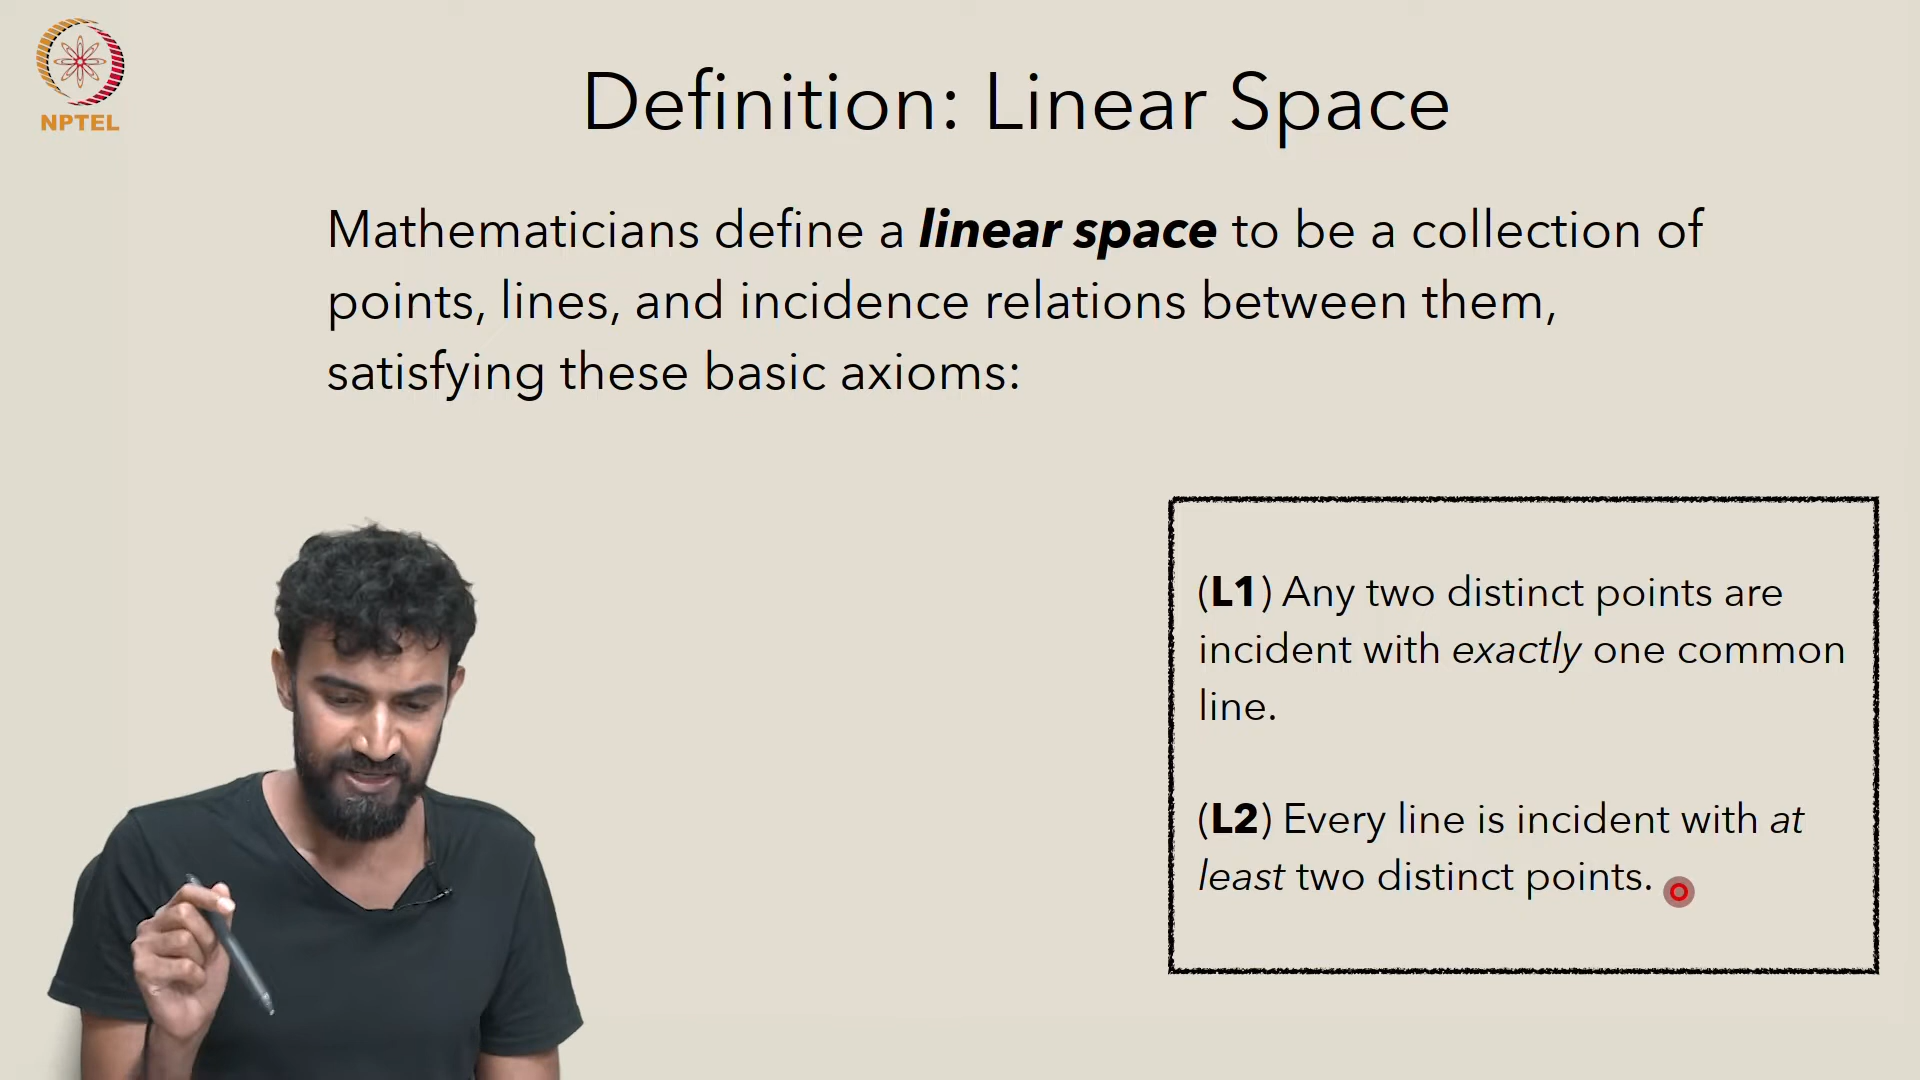 NPTEL
Definition: Linear Space
Mathematicians define a linear space to be a collection of
points, lines, and incidence relations between them,
satisfying these basic axioms:
(L1) Any two distinct points are
incident with exactly one common
line.
(L2) Every line is incident with at
least two distinct points.